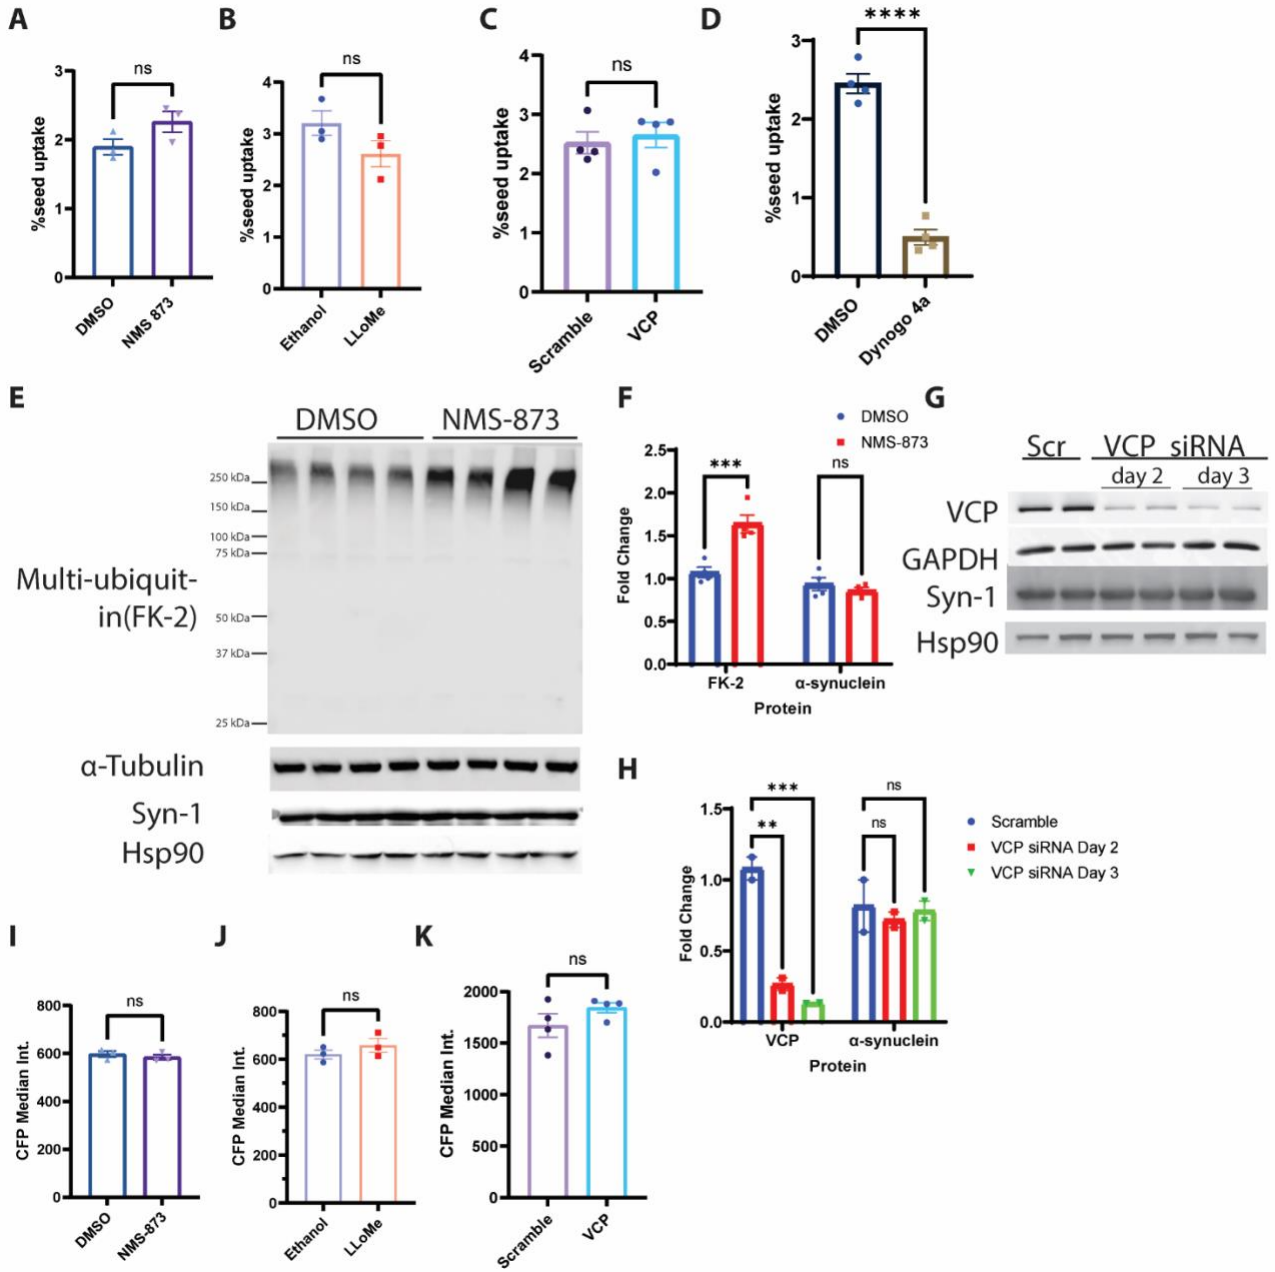 A
B
C
D
ns
3
2
1
0
%seed uptake
DMSO
NMS 873
ns
4
3
2
1
0
%seed uptake
Ethanol
LLoMe
ns
4
3
2
1
0
%seed uptake
Scramble
VCP
****
3
2
1
0
%seed uptake
DMSO
Dynogo 4a
E
DMSO
NMS-873
250 kDa
150 kDa
100 kDa
75 kDa
50 kDa
37 kDa
25 kDa
Multi-ubiquit-
in(FK-2)
α-Tubulin
Syn-1
Hsp90
F
DMSO
NMS-873
***
ns
2.5
2.0
1.5
1.0
0.5
0.0
Fold Change
FK-2
α-synuclein
Protein
G
Scr
VCP siRNA
day 2
day 3
VCP
GAPDH
Syn-1
Hsp90
H
***
**
ns
ns
1.5
1.0
0.5
0.0
Fold Change
VCP
α-synuclein
Protein
Scramble
VCP siRNA Day 2
VCP siRNA Day 3
I
ns
800
600
400
200
0
CFP Median Int.
DMSO
NMS-873
J
ns
800
600
400
200
0
CFP Median Int.
Ethanol
LLoMe
K
ns
2000
1500
1000
500
0
CFP Median Int.
Scramble
VCP